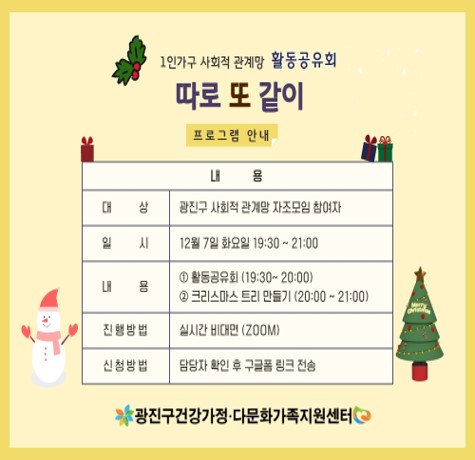 1인가구 사회적 관계망 활동공유회
따로 또 같이
프로그램 안내
내 용
대 상 광진구 사회적 관계망 자조모임 참여자
일 시 12월 7일 화요일 19:30 ~ 21:00
내 용 ① 활동공유회 (19:30~ 20:00)
② 크리스마스 트리 만들기 (20:00 ~ 21:00)
진행방법 실시간 비대면 (ZOOM)
신청방법 담당자 확인 후 구글폼 링크 전송
Merry Christmas
광진구건강가정·다문화가족지원센터